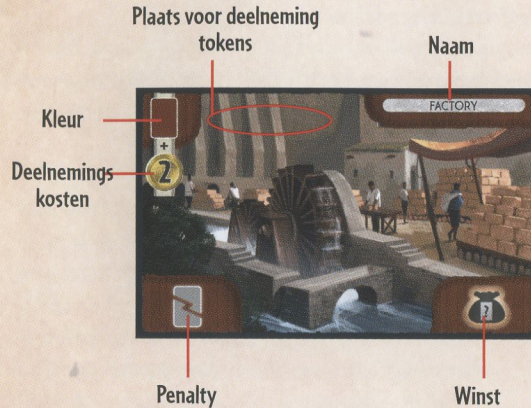 Plaats voor deelneming
tokens
Naam
Kleur
FACTORY
+
Deelnemings
kosten
2
?
Penalty
Winst